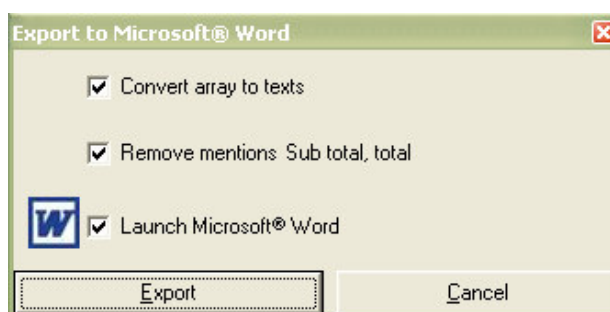 Export to Microsoft® Word
Convert array to texts
Remove mentions Sub total, total
W
Launch Microsoft® Word
Export
Cancel